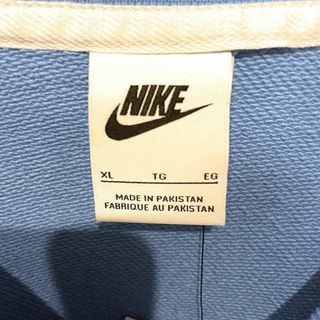 NIKE
XL TG EG
MADE IN PAKISTAN
FABRIQUE AU PAKISTAN